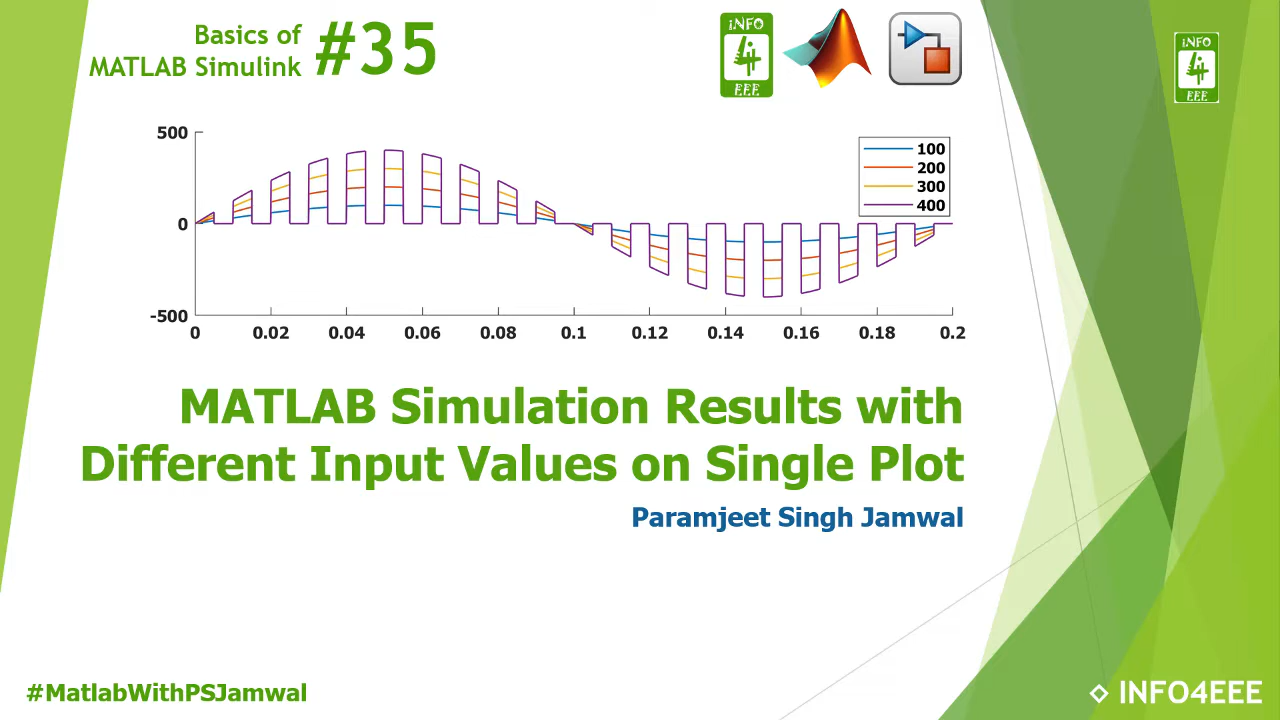 Basics of
MATLAB Simulink
#35
iNFO
4
EEE
iNFO
4
EEE
500
0
-500
0 0.02 0.04 0.06 0.08 0.1 0.12 0.14 0.16 0.18 0.2
100
200
300
400
MATLAB Simulation Results with
Different Input Values on Single Plot
Paramjeet Singh Jamwal
#MatlabWithPSJamwal
INFO4EEE